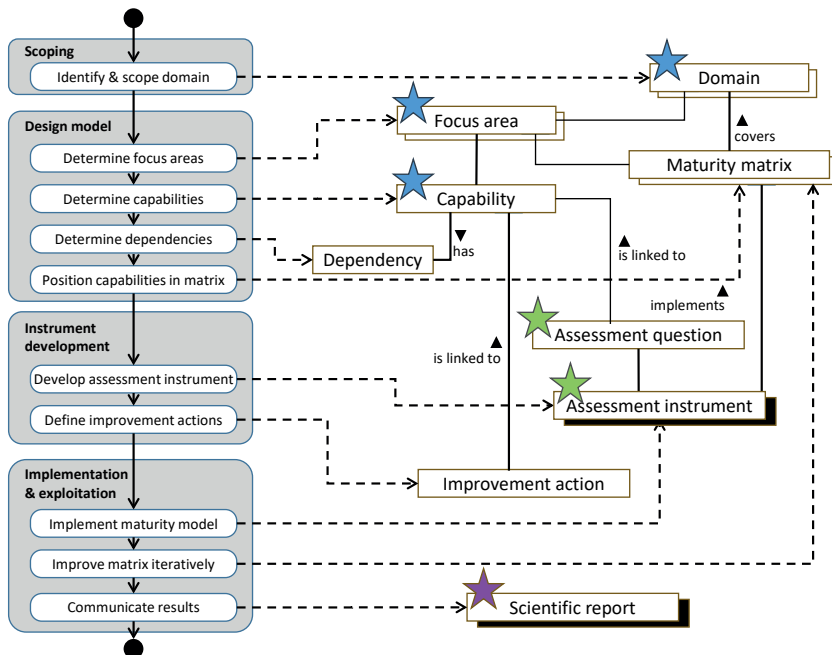 Scoping
Identify & scope domain
Domain
Design model
Focus area
covers
Determine focus areas
Maturity matrix
Determine capabilities
Capability
Determine dependencies
has
is linked to
Dependency
Position capabilities in matrix
implements
Instrument
development
Assessment question
is linked to
Develop assessment instrument
Assessment instrument
Define improvement actions
Implementation
& exploitation
Improvement action
Implement maturity model
Improve matrix iteratively
Communicate results
Scientific report